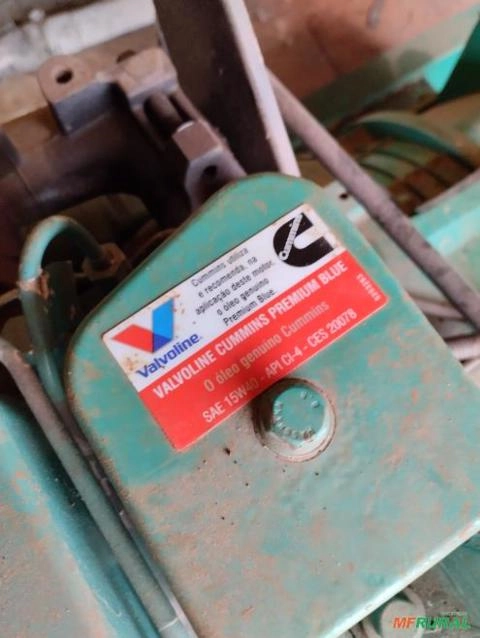 Cummins utiliza
e recomenda, na
aplicação deste motor,
o óleo genuíno
Premium Blue
Valvoline
VALVOLINE CUMMINS PREMIUM BLUE
O óleo genuíno Cummins
SAE 15W40 - API CI-4 - CES 20078
MFRURAL